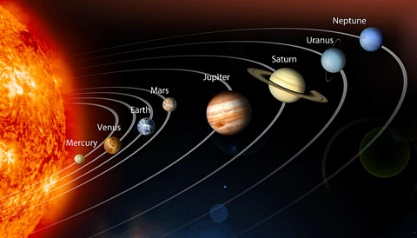 Mercury
Venus
Earth
Mars
Jupiter
Saturn
Uranus
Neptune